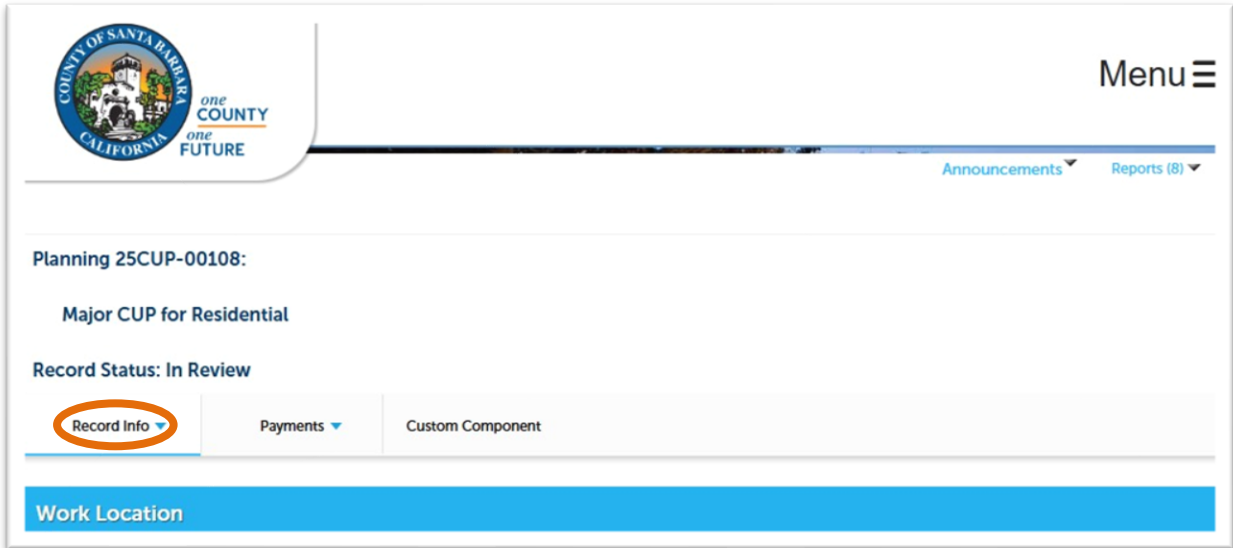 COUNTY OF SANTA BARBARA
CALIFORNIA
one
COUNTY
one
FUTURE
Menu
Announcements
Reports (8)
Planning 25CUP-00108:
Major CUP for Residential
Record Status: In Review
Record Info
Payments
Custom Component
Work Location